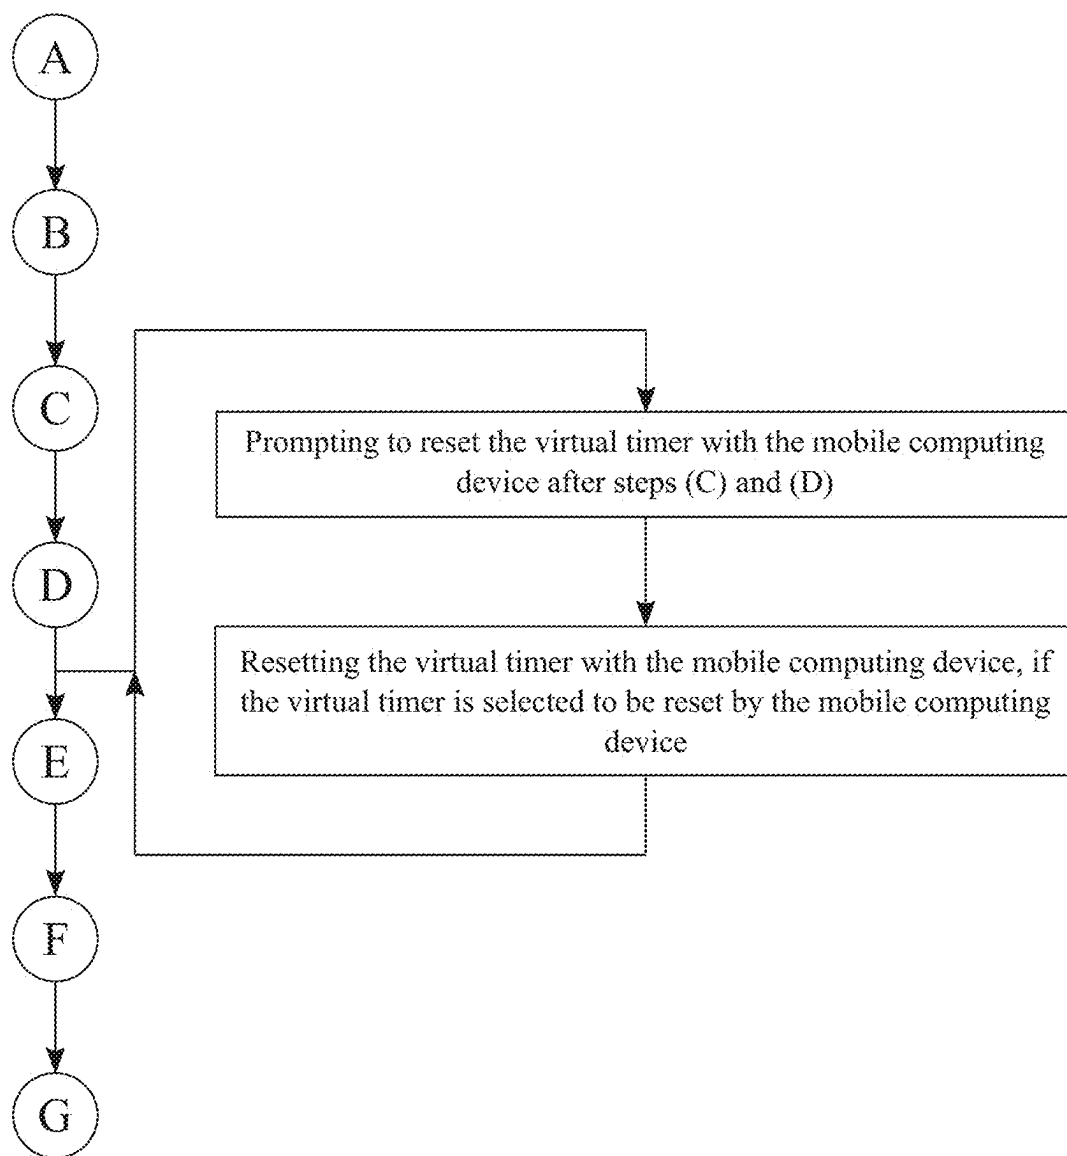 A
B
C
Prompting to reset the virtual timer with the mobile computing
device after steps (C) and (D)
D
Resetting the virtual timer with the mobile computing device, if
the virtual timer is selected to be reset by the mobile computing
device
E
F
G